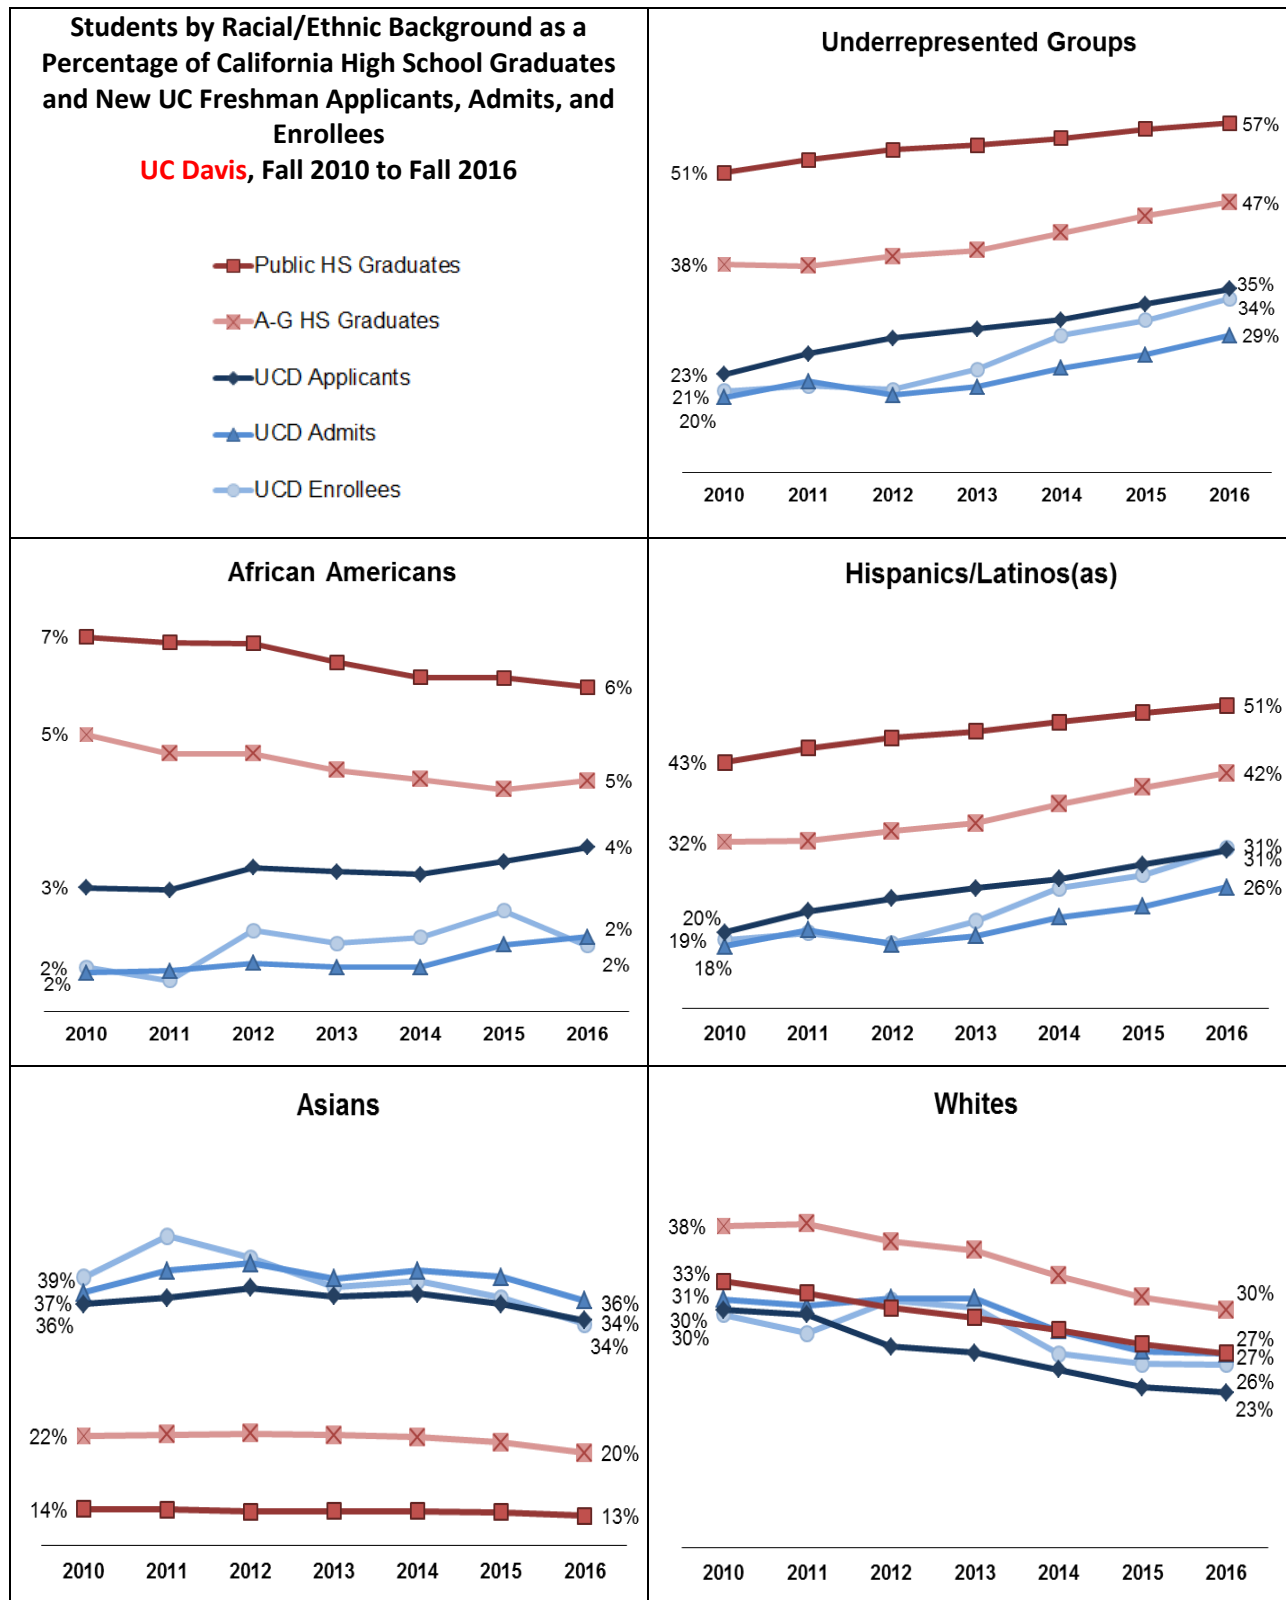 Students by Racial/Ethnic Background as a
Percentage of California High School Graduates
and New UC Freshman Applicants, Admits, and
Enrollees
UC Davis, Fall 2010 to Fall 2016
Public HS Graduates
A-G HS Graduates
UCD Applicants
UCD Admits
UCD Enrollees
Underrepresented Groups
57%
51%
47%
38%
35%
34%
29%
23%
21%
20%
2010 2011 2012 2013 2014 2015 2016
African Americans
7%
6%
5%
5%
4%
3%
2%
2%
2%
2%
2010 2011 2012 2013 2014 2015 2016
Hispanics/Latinos(as)
51%
43%
42%
32%
31%
31%
26%
20%
19%
18%
2010 2011 2012 2013 2014 2015 2016
Asians
39%
37%
36%
36%
34%
34%
22%
20%
14%
13%
2010 2011 2012 2013 2014 2015 2016
Whites
38%
33%
31%
30%
30%
30%
27%
27%
26%
23%
2010 2011 2012 2013 2014 2015 2016